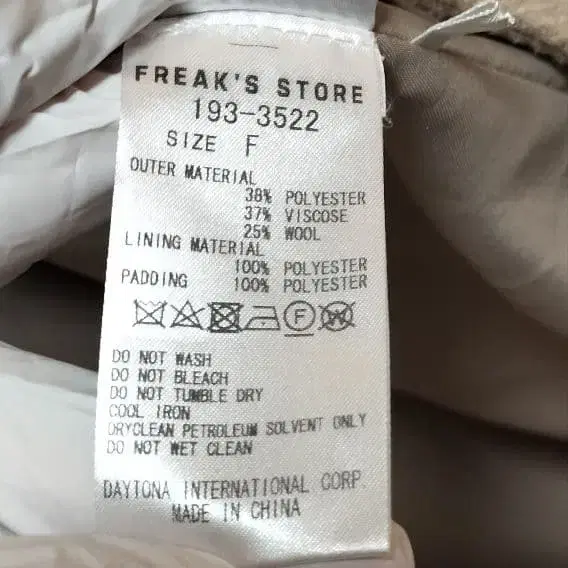 FREAK'S STORE
193-3522
SIZE F
OUTER MATERIAL
38% POLYESTER
37% VISCOSE
25% WOOL
LINING MATERIAL
100% POLYESTER
PADDING 100% POLYESTER
F W
DO NOT WASH
DO NOT BLEACH
DO NOT TUMBLE DRY
COOL IRON
DRYCLEAN PETROLEUM SOLVENT ONLY
DO NOT WET CLEAN
DAYTONA INTERNATIONAL CORP.
MADE IN CHINA